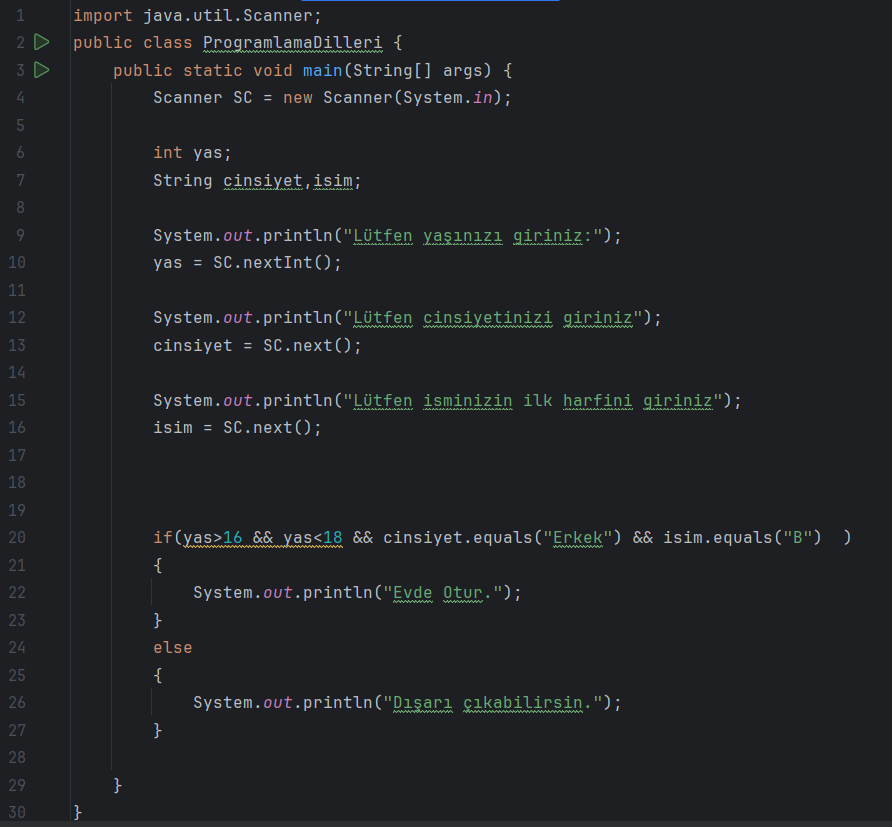 1 import java.util.Scanner;
2 public class ProgramlamaDilleri {
3 public static void main(String[] args) {
4 Scanner SC = new Scanner(System.in);
5
6 int yas;
7 String cinsiyet,isim;
8
9 System.out.println("Lütfen yaşınızı giriniz:");
10 yas = SC.nextInt();
11
12 System.out.println("Lütfen cinsiyetinizi giriniz");
13 cinsiyet = SC.next();
14
15 System.out.println("Lütfen isminizin ilk harfini giriniz");
16 isim = SC.next();
17
18
19
20 if(yas>16 && yas<18 && cinsiyet.equals("Erkek") && isim.equals("B")  )
21 {
22 System.out.println("Evde Otur.");
23 }
24 else
25 {
26 System.out.println("Dışarı çıkabilirsin.");
27 }
28
29 }
30 }